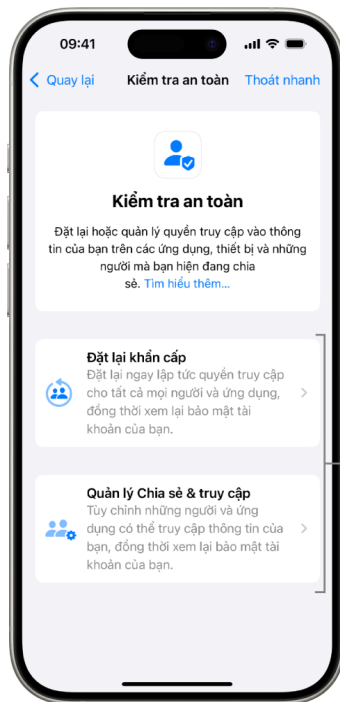 09:41
Quay lại Kiểm tra an toàn Thoát nhanh
Kiểm tra an toàn
Đặt lại hoặc quản lý quyền truy cập vào thông
tin của bạn trên các ứng dụng, thiết bị và những
người mà bạn hiện đang chia
sẻ. Tìm hiểu thêm...
Đặt lại khẩn cấp
Đặt lại ngay lập tức quyền truy cập
cho tất cả mọi người và ứng dụng,
đồng thời xem lại bảo mật tài
khoản của bạn.
Quản lý Chia sẻ & truy cập
Tùy chỉnh những người và ứng
dụng có thể truy cập thông tin của
bạn, đồng thời xem lại bảo mật tài
khoản của bạn.